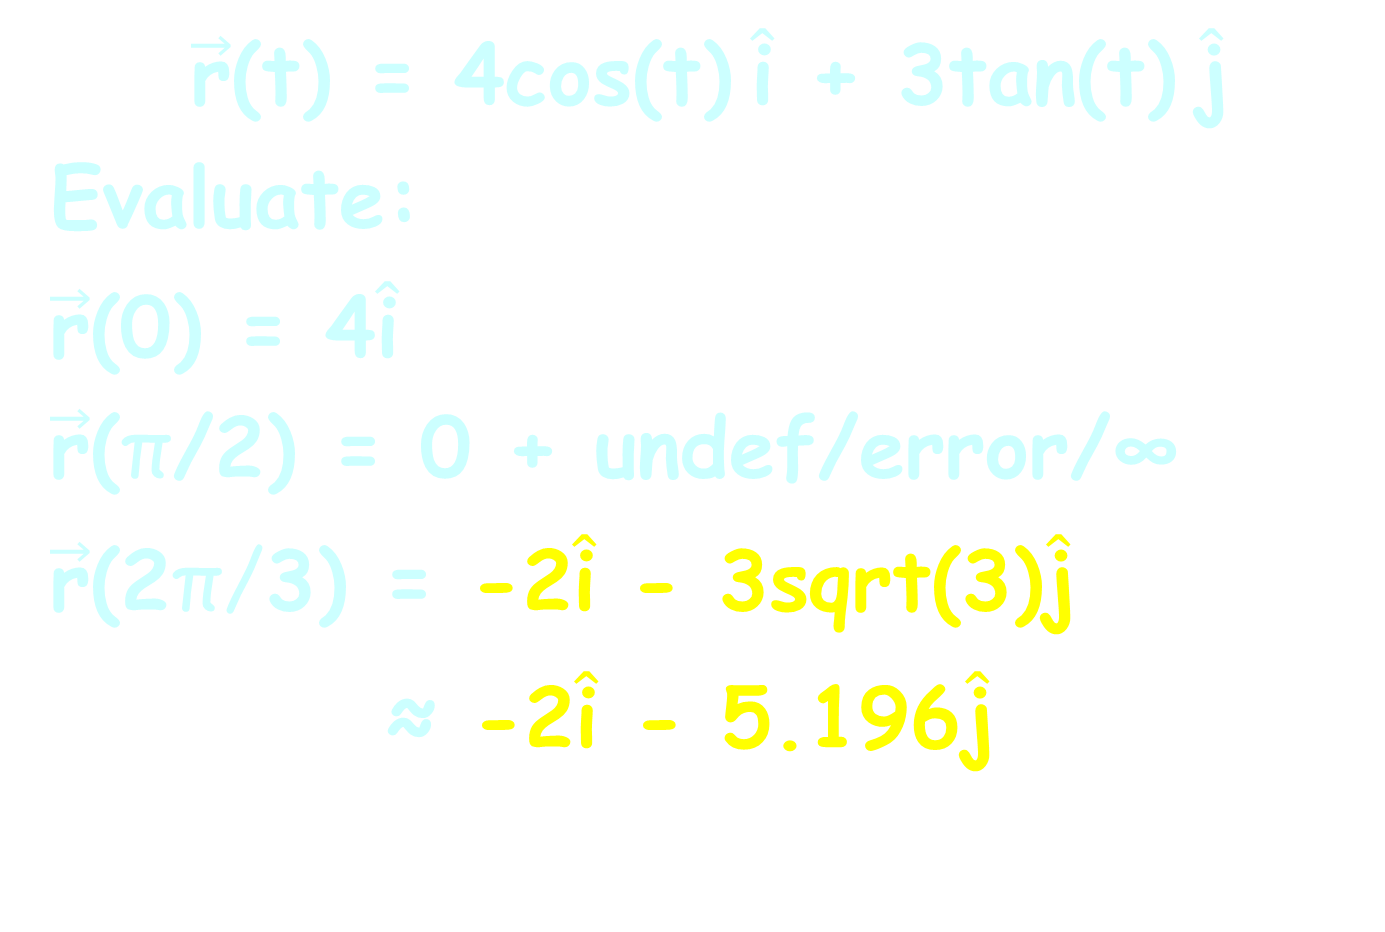 r⃗(t) = 4cos(t) î + 3tan(t) ĵ
Evaluate:
r⃗(0) = 4î
r⃗(π/2) = 0 + undef/error/∞
r⃗(2π/3) = -2î - 3sqrt(3)ĵ
≈ -2î - 5.196ĵ